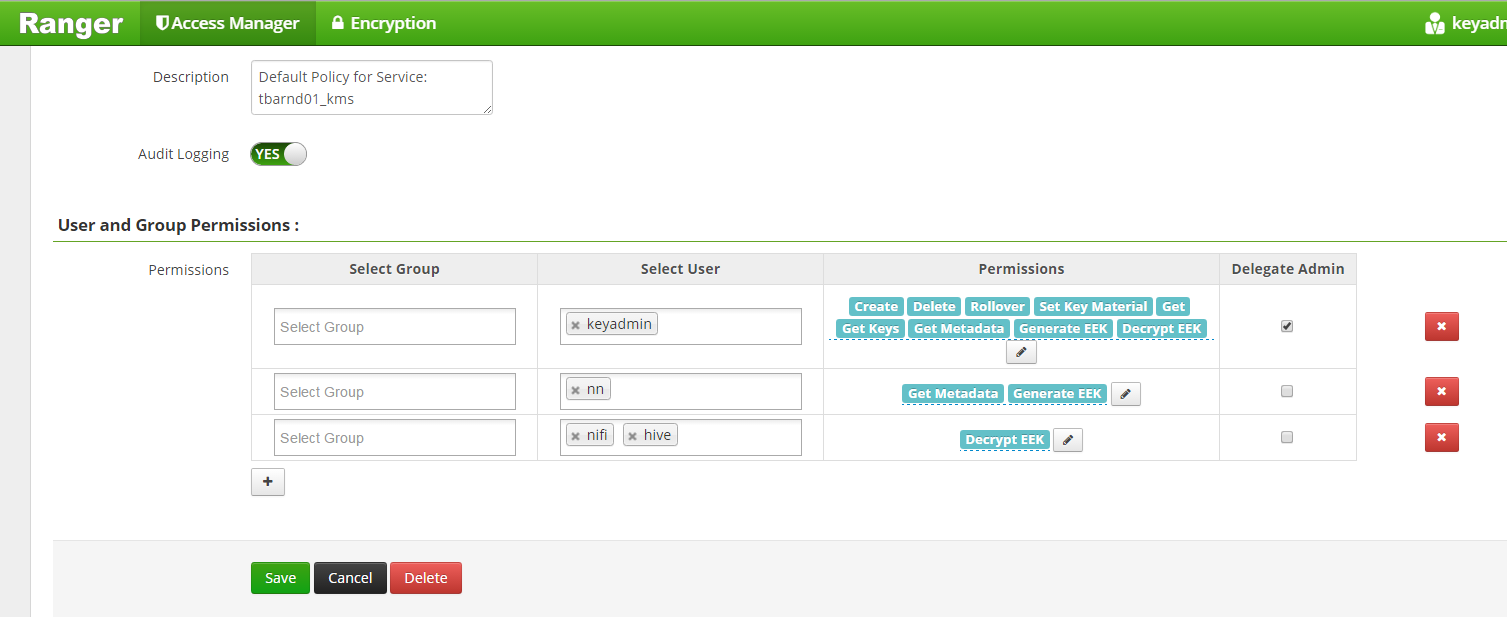 Ranger Access Manager Encryption keyadm
Description Default Policy for Service:
tbarnd01_kms
Audit Logging YES
User and Group Permissions :
Permissions Select Group Select User Permissions Delegate Admin
Create Delete Rollover Set Key Material Get
Select Group keyadmin Get Keys Get Metadata Generate EEK Decrypt EEK
Select Group nn Get Metadata Generate EEK
Select Group nifi hive Decrypt EEK
Save Cancel Delete